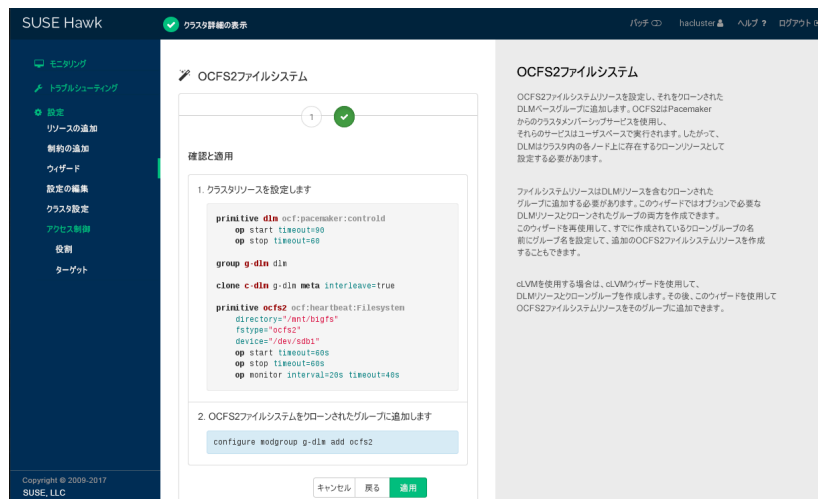 SUSE Hawk
クラスタ詳細の表示
パッチ
hacluster
ヘルプ ?
ログアウト
モニタリング
トラブルシューティング
設定
リソースの追加
制約の追加
ウィザード
設定の編集
クラスタ設定
アクセス制御
役割
ターゲット
Copyright © 2009-2017
SUSE, LLC
OCFS2ファイルシステム
1
確認と適用
1. クラスタリソースを設定します
primitive dlm ocf:pacemaker:controld
op start timeout=90
op stop timeout=60
group g-dlm dlm
clone c-dlm g-dlm meta interleave=true
primitive ocfs2 ocf:heartbeat:Filesystem
directory="/mnt/bigfs"
fstype="ocfs2"
device="/dev/sdb1"
op start timeout=60s
op stop timeout=60s
op monitor interval=20s timeout=40s
2. OCFS2ファイルシステムをクローンされたグループに追加します
configure modgroup g-dlm add ocfs2
キャンセル
戻る
適用
OCFS2ファイルシステム
OCFS2ファイルシステムリソースを設定し、それをクローンされた
DLMベースグループに追加します。OCFS2はPacemaker
からのクラスタメンバーシップサービスを使用し、
それらのサービスはユーザスペースで実行されます。したがって、
DLMはクラスタ内の各ノード上に存在するクローンリソースとして
設定する必要があります。
ファイルシステムリソースはDLMリソースを含むクローンされた
グループに追加する必要があります。このウィザードではオプションで必要な
DLMリソースとクローンされたグループの両方を作成できます。
このウィザードを再使用して、すでに作成されているクローングループの名
前にグループ名を設定して、追加のOCFS2ファイルシステムリソースを作成
することもできます。
cLVMを使用する場合は、cLVMウィザードを使用して、
DLMリソースとクローングループを作成します。その後、このウィザードを使用して
OCFS2ファイルシステムリソースをそのグループに追加できます。